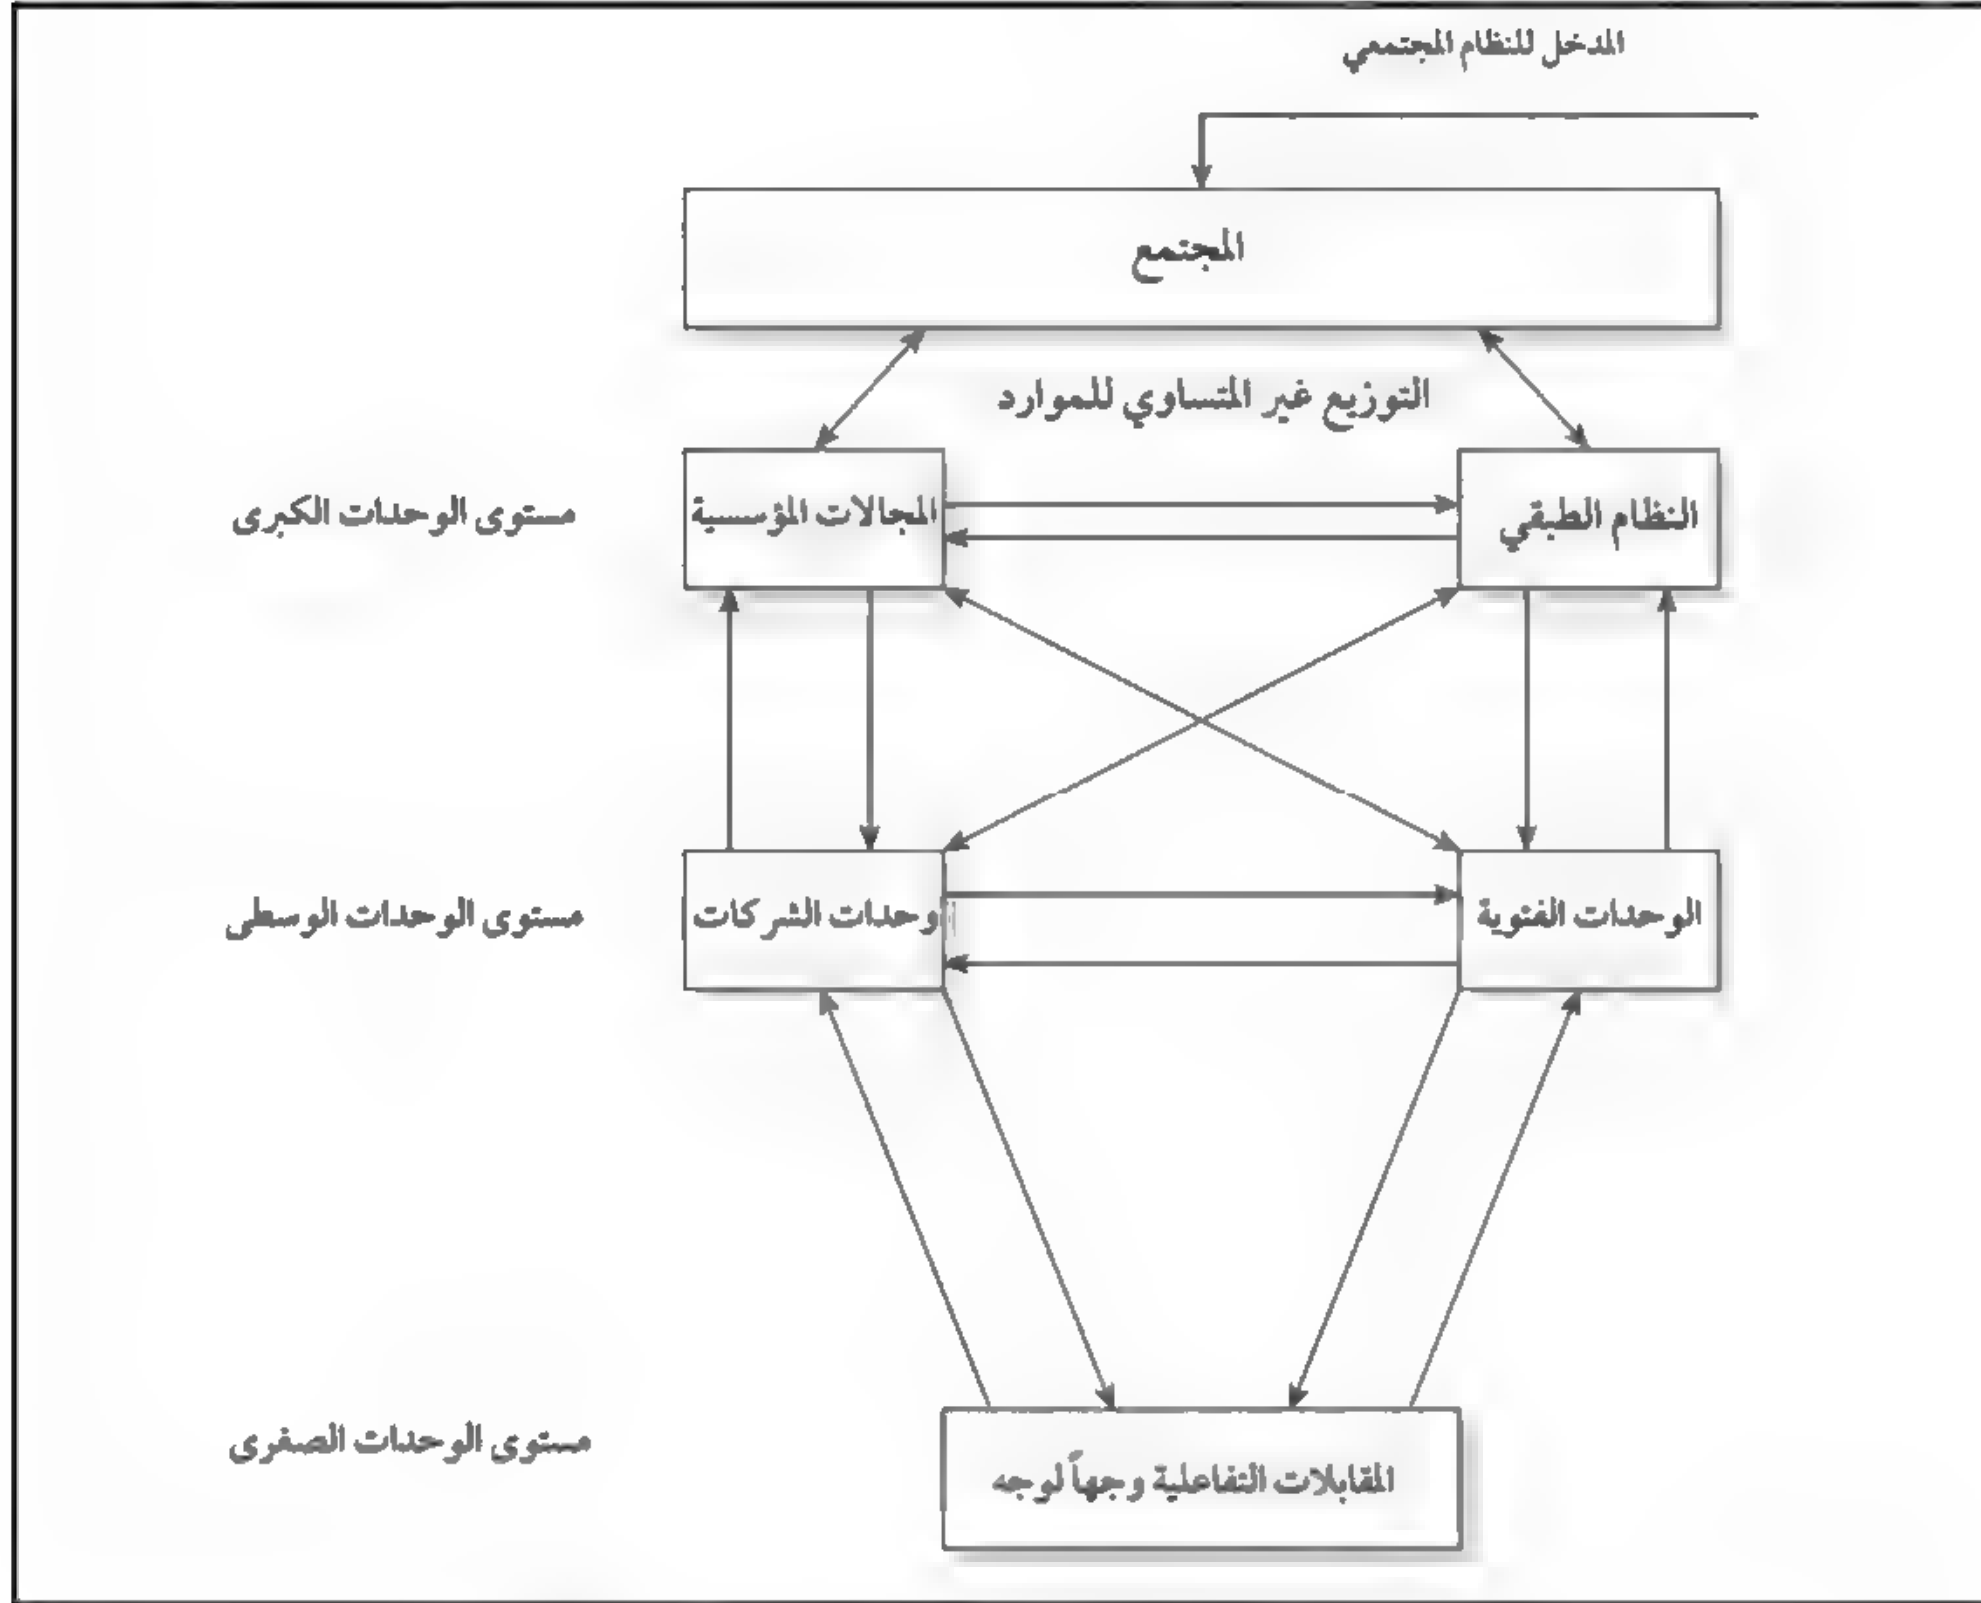 المدخل للنظام المجتمعي
المجتمع
التوزيع غير المتساوي للموارد
النظام الطبقي
المجالات المؤسسية
مستوى الوحدات الكبرى
الوحدات الفئوية
وحدات الشركات
مستوى الوحدات الوسطى
مستوى الوحدات الصغرى
المقابلات التفاعلية وجهاً لوجه